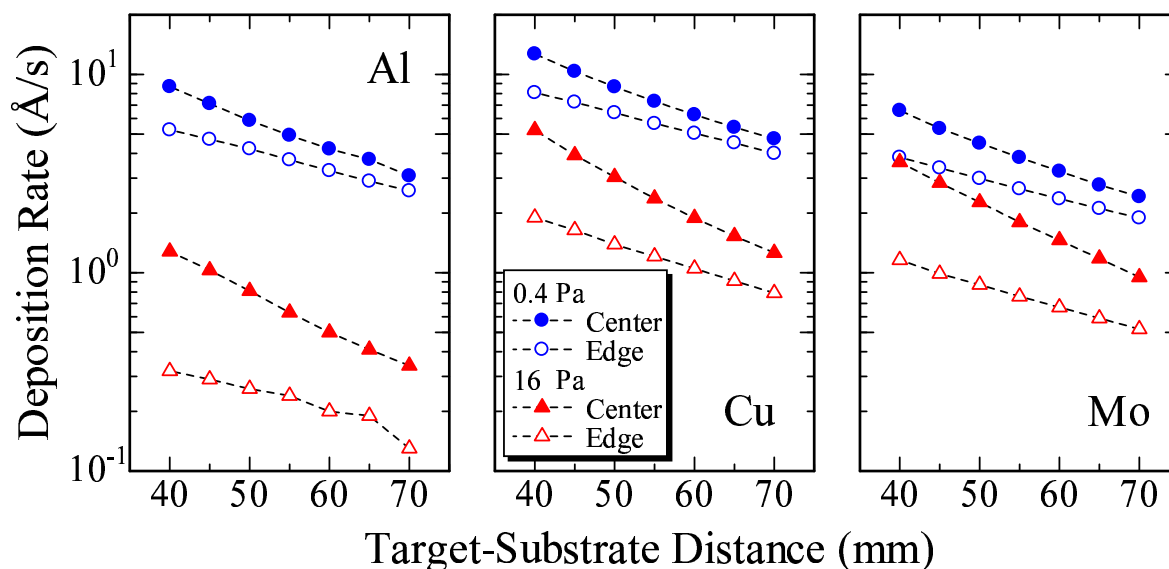 Deposition Rate (Å/s)
10^1
10^0
10^-1
Al
Cu
Mo
0.4 Pa
Center
Edge
16 Pa
Center
Edge
40 50 60 70
40 50 60 70
40 50 60 70
Target-Substrate Distance (mm)